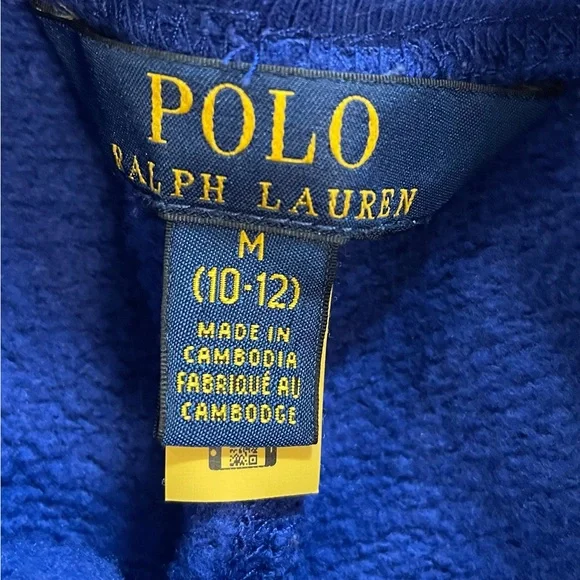 POLO
RALPH LAUREN
M
(10-12)
MADE IN
CAMBODIA
FABRIQUÉ AU
CAMBODGE